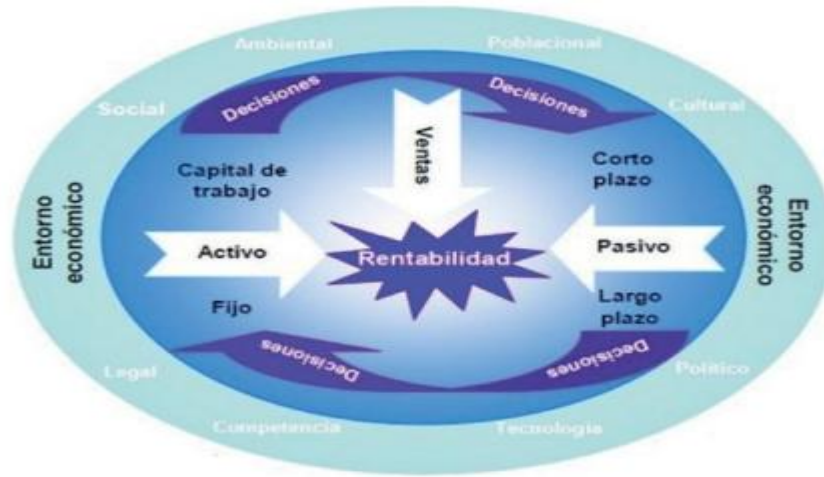 Ambiental
Poblacional
Social
Decisiones
Decisiones
Cultural
Ventas
Capital de
trabajo
Corto
plazo
Entorno
económico
Entorno
económico
Activo
Rentabilidad
Pasivo
Fijo
Largo
plazo
Decisiones
Decisiones
Legal
Político
Competencia
Tecnología